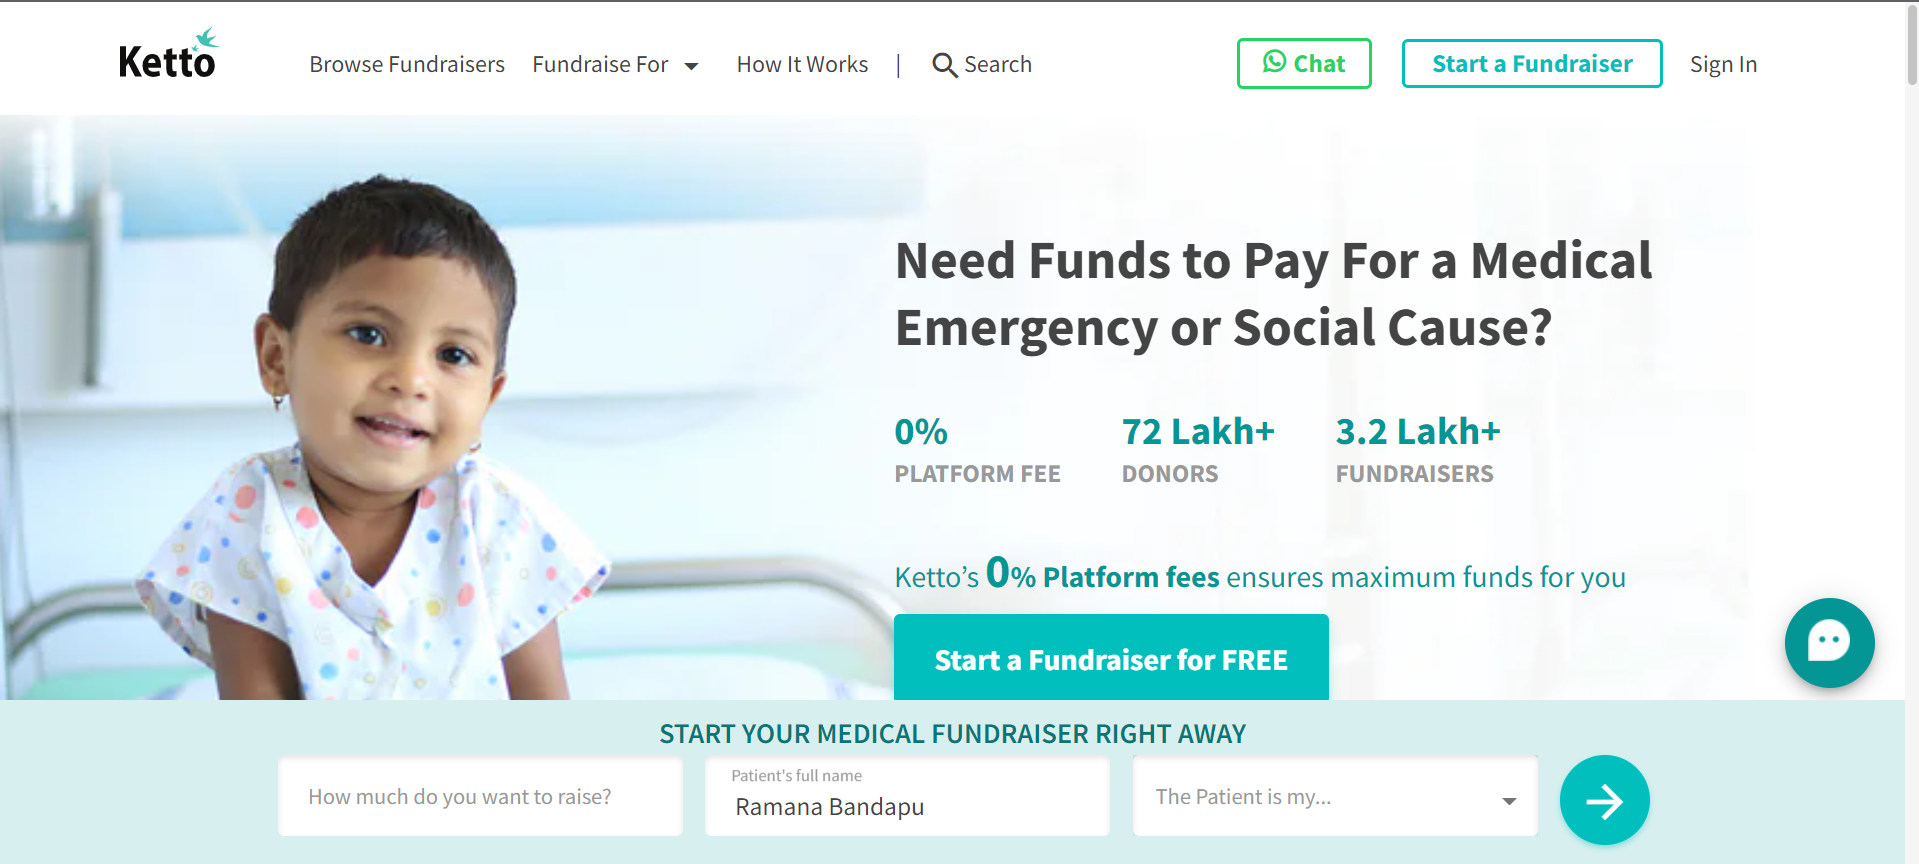 Ketto
Browse Fundraisers
Fundraise For
How It Works
|
Search
Chat
Start a Fundraiser
Sign In
Need Funds to Pay For a Medical
Emergency or Social Cause?
0%
PLATFORM FEE
72 Lakh+
DONORS
3.2 Lakh+
FUNDRAISERS
Ketto’s 0% Platform fees ensures maximum funds for you
Start a Fundraiser for FREE
START YOUR MEDICAL FUNDRAISER RIGHT AWAY
How much do you want to raise?
Patient's full name
Ramana Bandapu
The Patient is my...